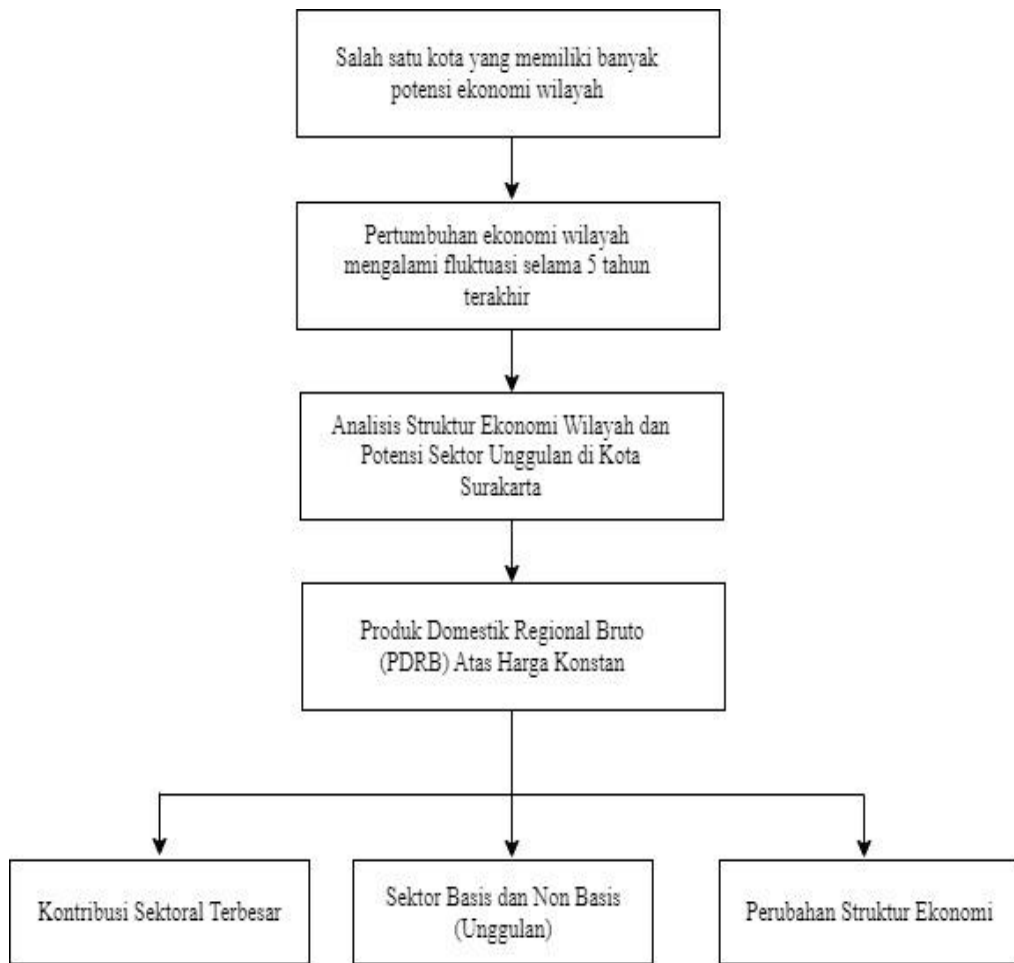 Salah satu kota yang memiliki banyak
potensi ekonomi wilayah
Pertumbuhan ekonomi wilayah
mengalami fluktuasi selama 5 tahun
terakhir
Analisis Struktur Ekonomi Wilayah dan
Potensi Sektor Unggulan di Kota
Surakarta
Produk Domestik Regional Bruto
(PDRB) Atas Harga Konstan
Kontribusi Sektoral Terbesar
Sektor Basis dan Non Basis
(Unggulan)
Perubahan Struktur Ekonomi